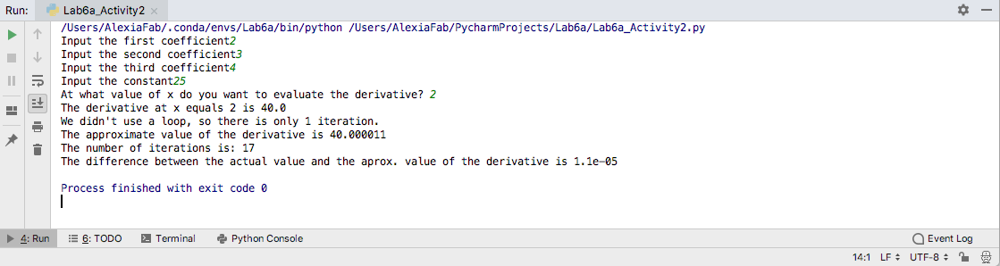 Run: Lab6a_Activity2
/Users/AlexiaFab/.conda/envs/Lab6a/bin/python /Users/AlexiaFab/PycharmProjects/Lab6a/Lab6a_Activity2.py
Input the first coefficient2
Input the second coefficient3
Input the third coefficient4
Input the constant25
At what value of x do you want to evaluate the derivative? 2
The derivative at x equals 2 is 40.0
We didn't use a loop, so there is only 1 iteration.
The approximate value of the derivative is 40.000011
The number of iterations is: 17
The difference between the actual value and the aprox. value of the derivative is 1.1e-05
Process finished with exit code 0
4: Run 6: TODO Terminal Python Console Event Log
14:1 LF UTF-8